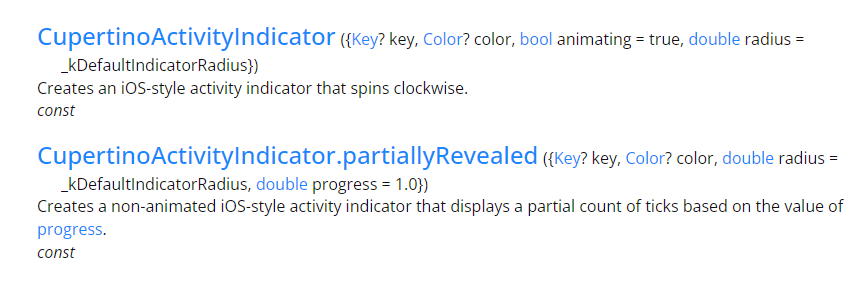 CupertinoActivityIndicator ({Key? key, Color? color, bool animating = true, double radius =
_kDefaultIndicatorRadius})
Creates an iOS-style activity indicator that spins clockwise.
const
CupertinoActivityIndicator.partiallyRevealed ({Key? key, Color? color, double radius =
_kDefaultIndicatorRadius, double progress = 1.0})
Creates a non-animated iOS-style activity indicator that displays a partial count of ticks based on the value of
progress.
const